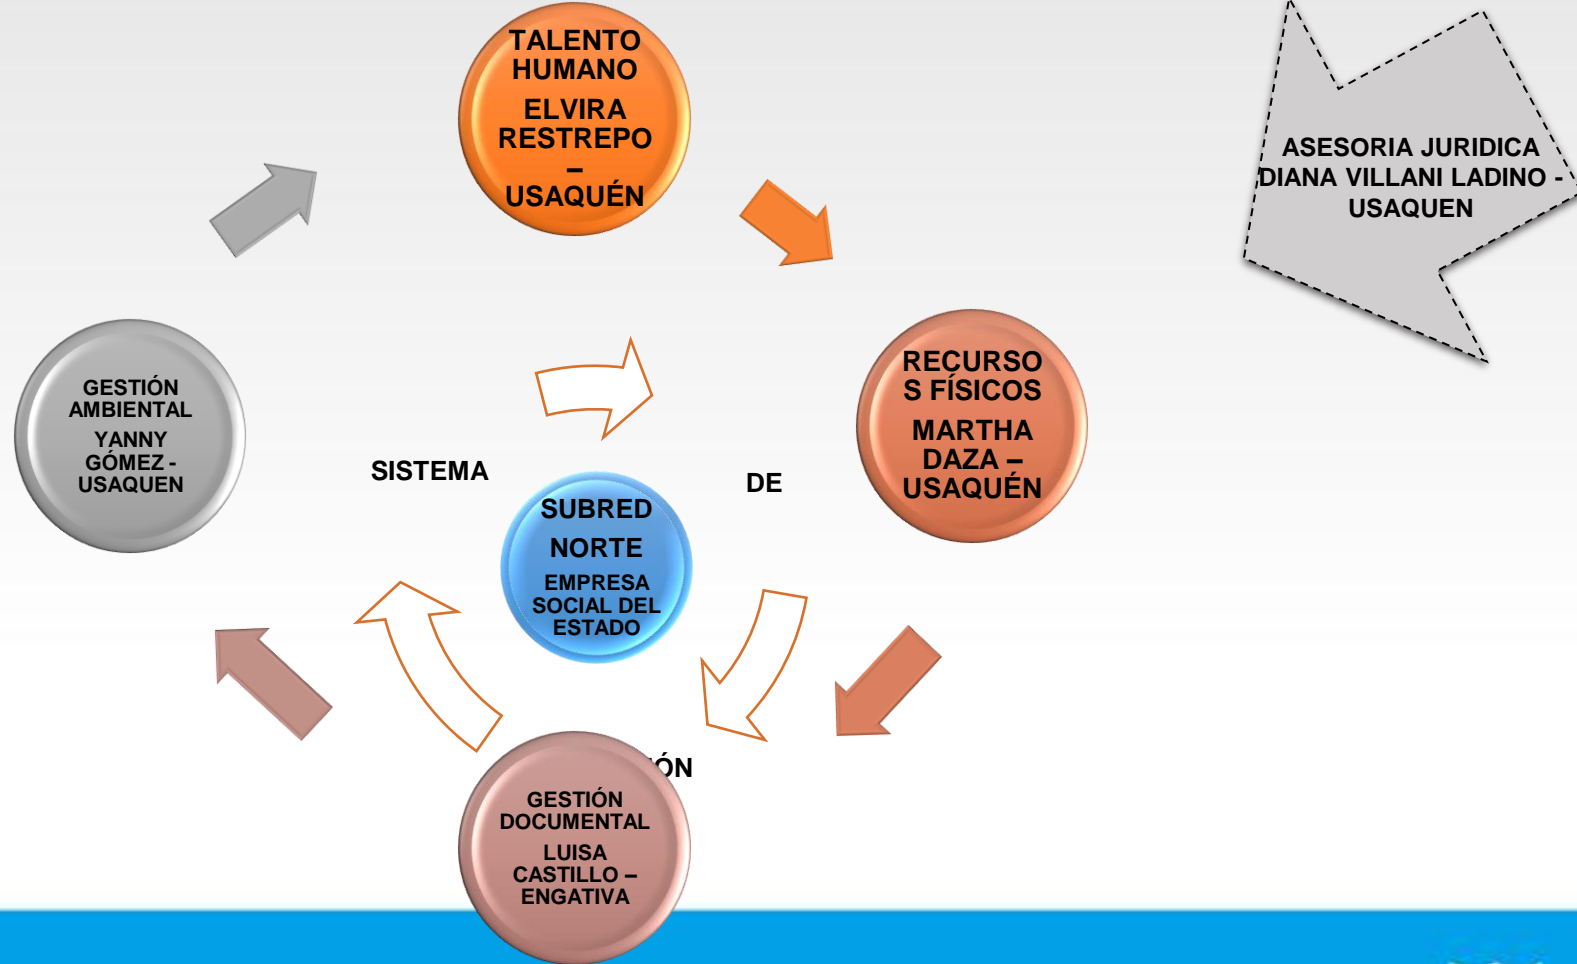 TALENTO
HUMANO
ELVIRA
RESTREPO
–
USAQUÉN
ASESORIA JURIDICA
DIANA VILLANI LADINO -
USAQUEN
RECURSO
S FÍSICOS
MARTHA
DAZA –
USAQUÉN
GESTIÓN
AMBIENTAL
YANNY
GÓMEZ -
USAQUEN
SISTEMA
DE
SUBRED
NORTE
EMPRESA
SOCIAL DEL
ESTADO
GESTIÓN
DOCUMENTAL
LUISA
CASTILLO –
ENGATIVA